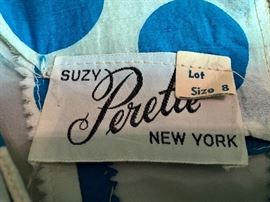 SUZY
Perette
NEW YORK
Lot
Size 8